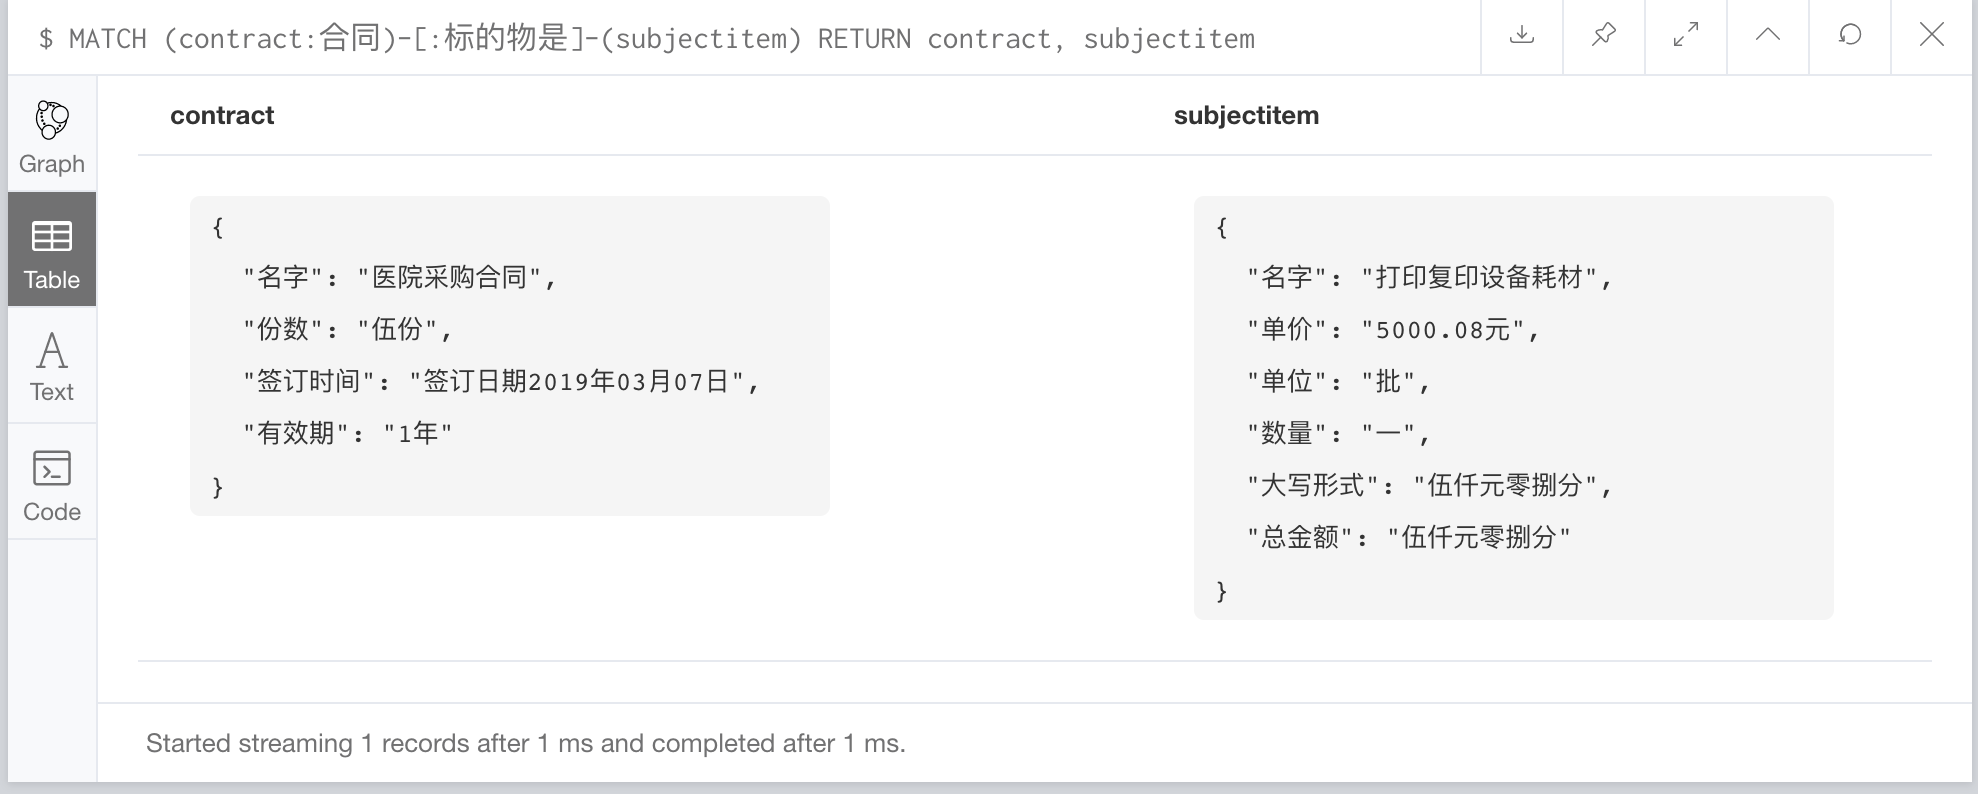 $ MATCH (contract:合同)-[:标的物是]-(subjectitem) RETURN contract, subjectitem
Graph
Table
Text
Code
contract
{
"名字": "医院采购合同",
"份数": "伍份",
"签订时间": "签订日期2019年03月07日",
"有效期": "1年"
}
subjectitem
{
"名字": "打印复印设备耗材",
"单价": "5000.08元",
"单位": "批",
"数量": "一",
"大写形式": "伍仟元零捌分",
"总金额": "伍仟元零捌分"
}
Started streaming 1 records after 1 ms and completed after 1 ms.